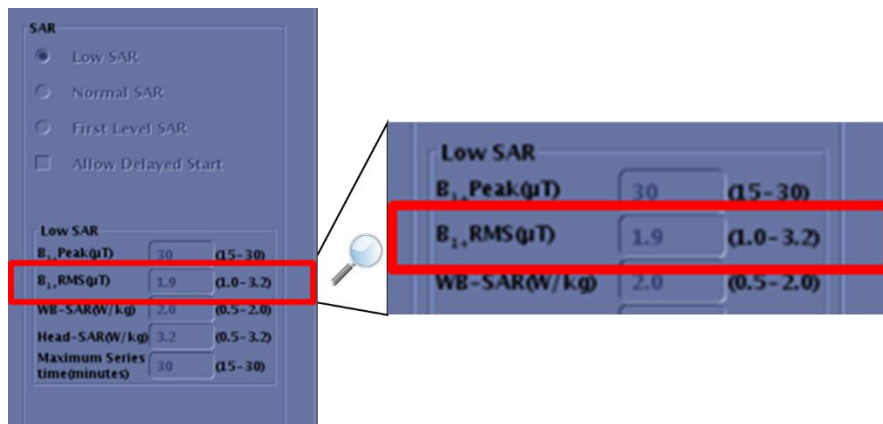 SAR
Low SAR
Normal SAR
First Level SAR
Allow Delayed Start
Low SAR
B1+Peak(μT) 30 (15-30)
B1+RMS(μT) 1.9 (1.0-3.2)
WB-SAR(W/kg) 2.0 (0.5-2.0)
Head-SAR(W/kg) 3.2 (0.5-3.2)
Maximum Series
time(minutes) 30 (15-30)
Low SAR
B1+Peak(μT) 30 (15-30)
B1+RMS(μT) 1.9 (1.0-3.2)
WB-SAR(W/kg) 2.0 (0.5-2.0)